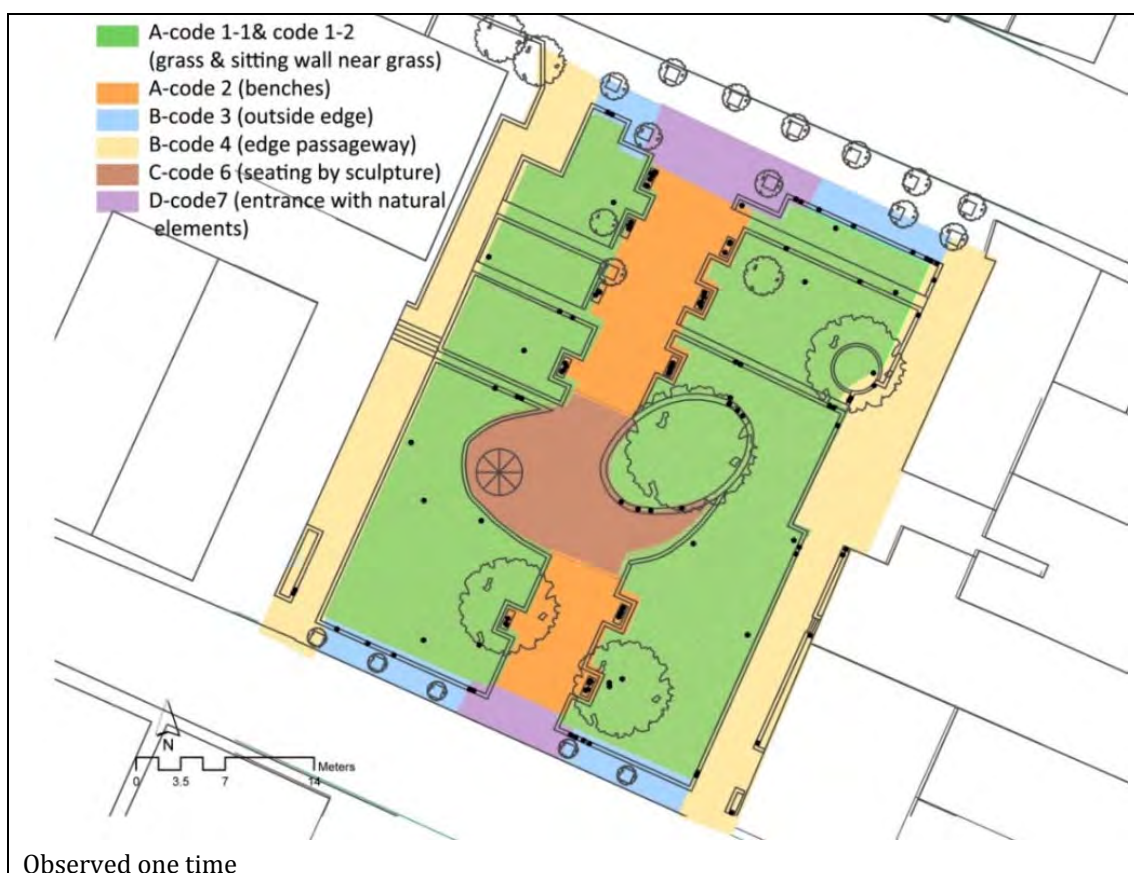 A-code 1-1& code 1-2
(grass & sitting wall near grass)
A-code 2 (benches)
B-code 3 (outside edge)
B-code 4 (edge passageway)
C-code 6 (seating by sculpture)
D-code7 (entrance with natural
elements)
N
Meters
0 3.5 7 14
Observed one time